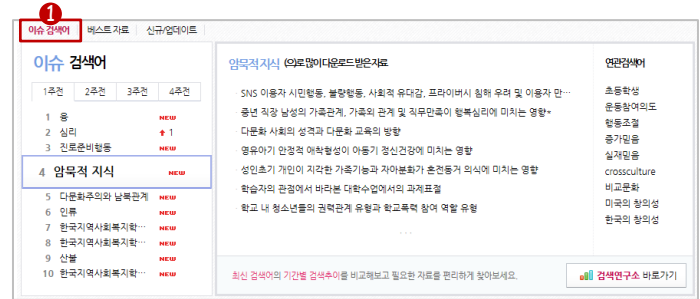 1
이슈 검색어 베스트 자료 신규/업데이트
이슈 검색어
1주전 2주전 3주전 4주전
1 용 NEW
2 심리 1
3 진로준비행동 NEW
4 암묵적 지식 NEW
5 다문화주의와 남북관계 NEW
6 인류 NEW
7 한국지역사회복지학… NEW
8 한국지역사회복지학… NEW
9 산불 NEW
10 한국지역사회복지학… NEW
암묵적 지식 (으)로 많이 다운로드 받은 자료
SNS 이용자 시민행동, 불량행동, 사회적 유대감, 프라이버시 침해 우려 및 이용자 만…
중년 직장 남성의 가족관계, 가족외 관계 및 직무만족이 행복심리에 미치는 영향*
다문화 사회의 성격과 다문화 교육의 방향
영유아기 안정적 애착형성이 아동기 정신건강에 미치는 영향
성인초기 개인이 지각한 가족기능과 자아분화가 혼전동거 의식에 미치는 영향
학습자의 관점에서 바라본 대학수업에서의 과제표절
학교 내 청소년들의 권력관계 유형과 학교폭력 참여 역할 유형
...
최신 검색어의 기간별 검색추이를 비교해보고 필요한 자료를 편리하게 찾아보세요.
검색연구소 바로가기
연관검색어
초등학생
운동참여의도
행동조절
증가믿음
실재믿음
crossculture
비교문화
미국의 창의성
한국의 창의성